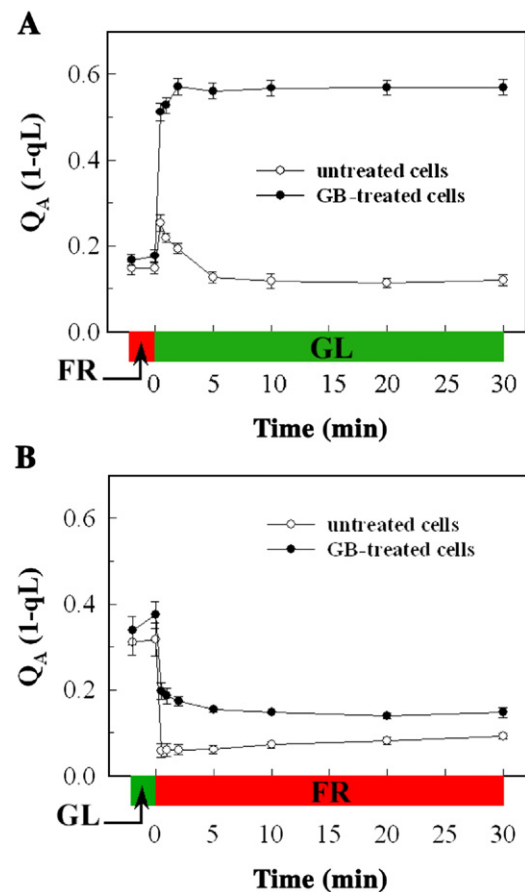 A
0.6
0.4
0.2
0.0
Q_A (1-qL)
untreated cells
GB-treated cells
GL
FR
0 5 10 15 20 25 30
Time (min)
B
0.6
0.4
0.2
0.0
Q_A (1-qL)
untreated cells
GB-treated cells
FR
GL
0 5 10 15 20 25 30
Time (min)